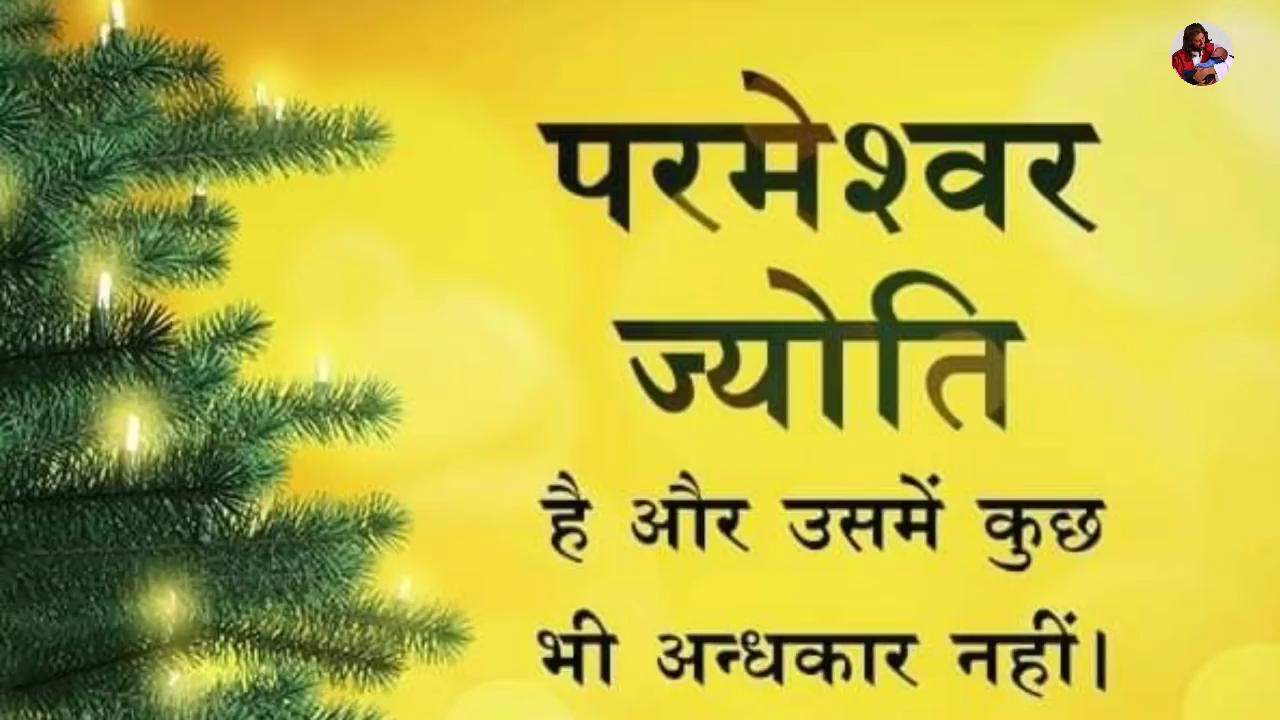 परमेश्वर
ज्योति
है और उसमें कुछ
भी अन्धकार नहीं।